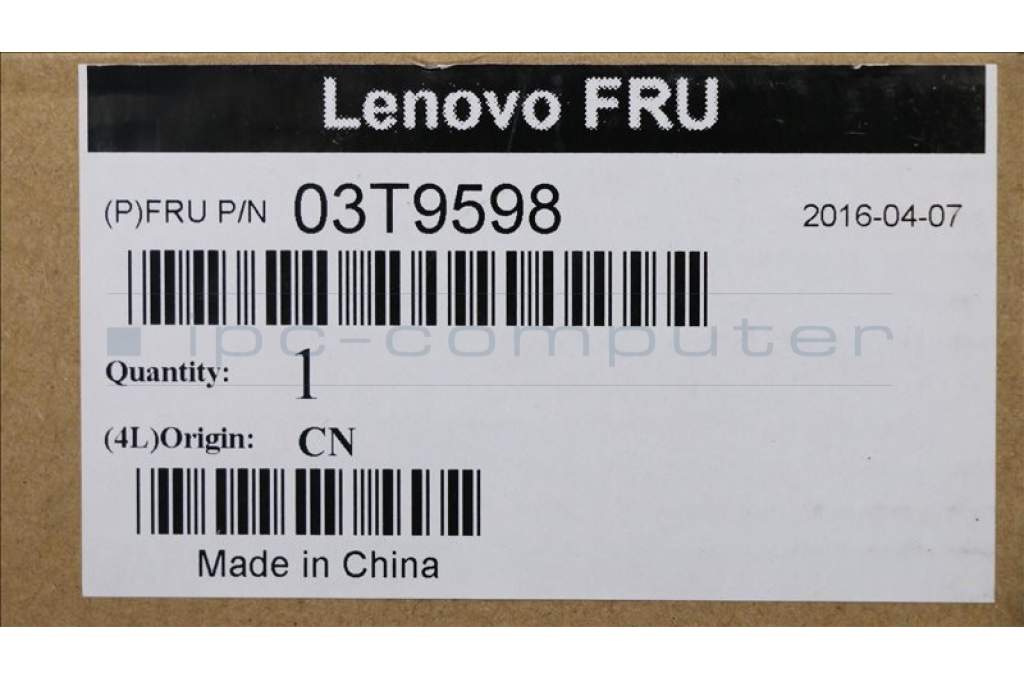 Lenovo FRU
(P)FRU P/N 03T9598 2016-04-07
ipc-computer
Quantity: 1
(4L)Origin: CN
Made in China